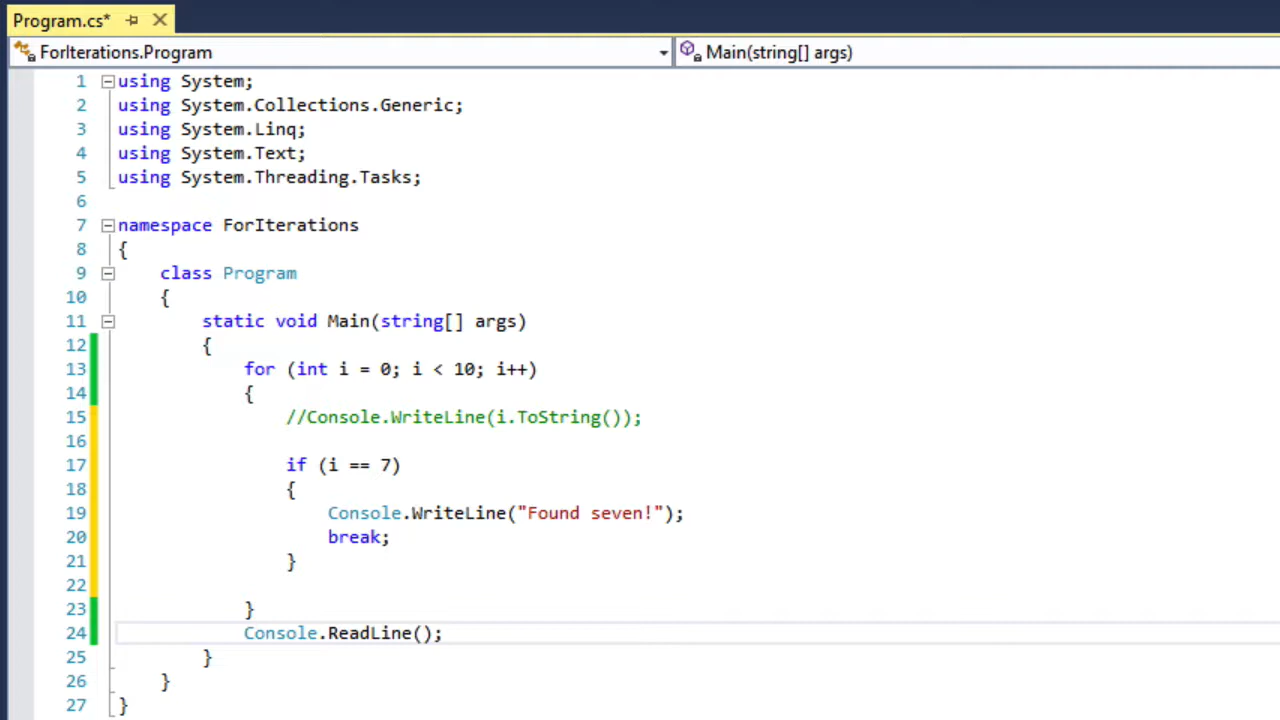 Program.cs*
ForIterations.Program
Main(string[] args)
1 using System;
2 using System.Collections.Generic;
3 using System.Linq;
4 using System.Text;
5 using System.Threading.Tasks;
6
7 namespace ForIterations
8 {
9     class Program
10     {
11         static void Main(string[] args)
12         {
13             for (int i = 0; i < 10; i++)
14             {
15                 //Console.WriteLine(i.ToString());
16
17                 if (i == 7)
18                 {
19                     Console.WriteLine("Found seven!");
20                     break;
21                 }
22
23             }
24             Console.ReadLine();
25         }
26     }
27 }